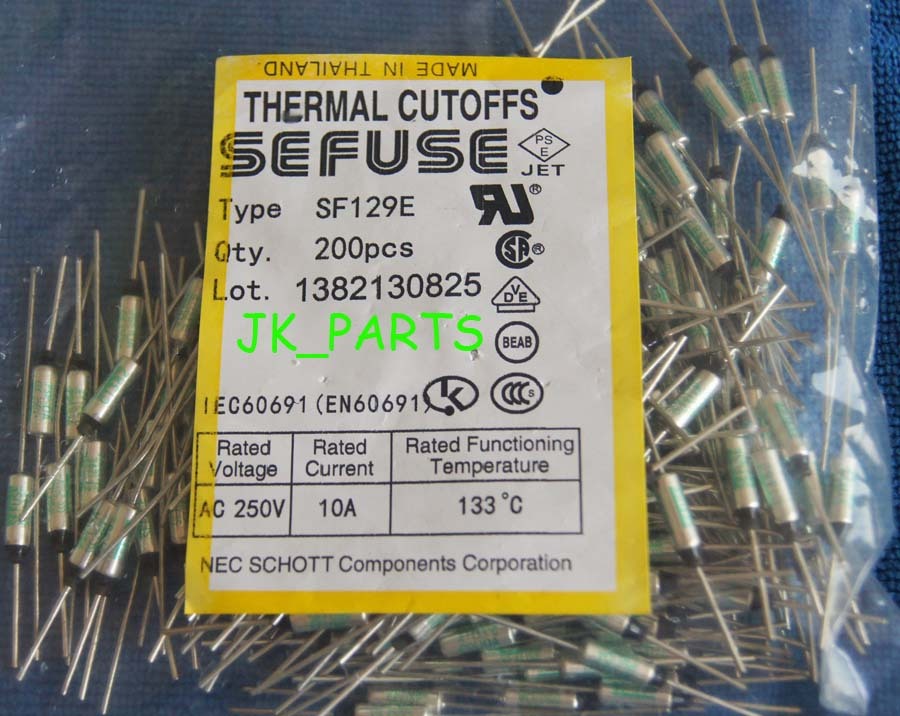 MADE IN THAILAND
THERMAL CUTOFFS
SEFUSE
PS
E
JET
Type SF129E
Qty. 200pcs
Lot. 1382130825
JK_PARTS
BEAB
IEC60691 (EN60691)
Rated Voltage Rated Current Rated Functioning Temperature
AC 250V 10A 133°C
NEC SCHOTT Components Corporation